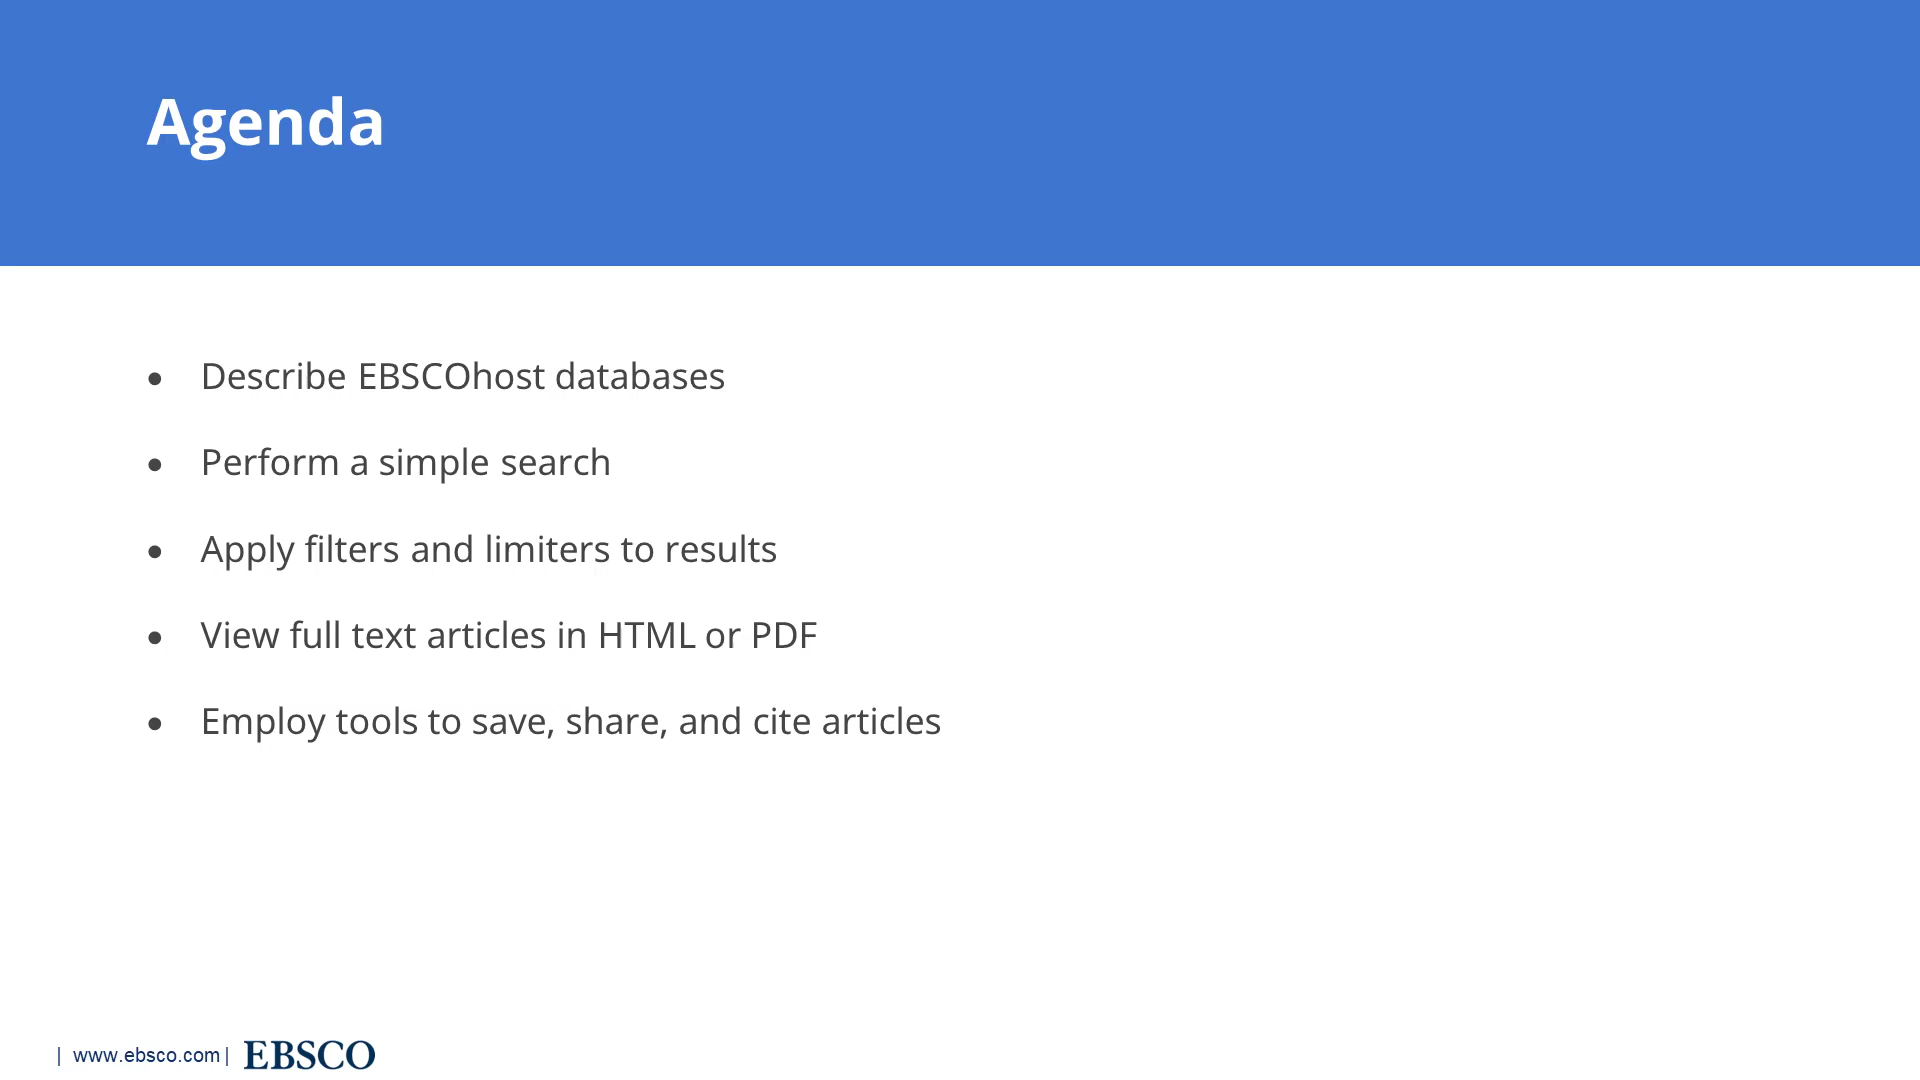 Agenda
• Describe EBSCOhost databases
• Perform a simple search
• Apply filters and limiters to results
• View full text articles in HTML or PDF
• Employ tools to save, share, and cite articles
| www.ebsco.com | EBSCO